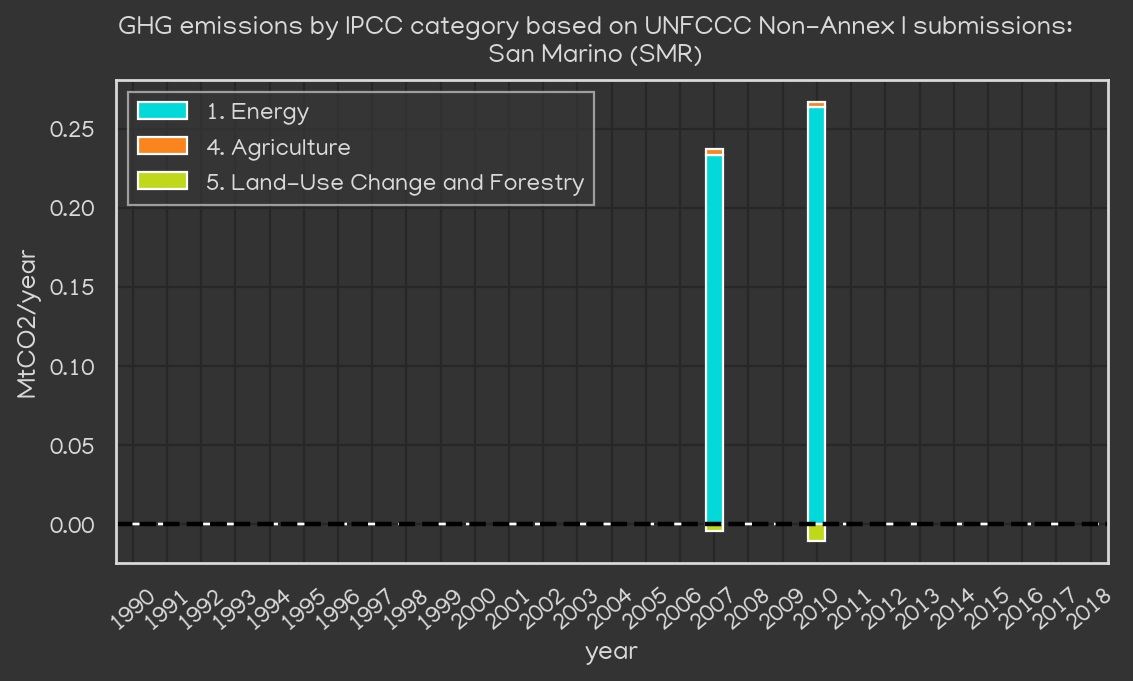 GHG emissions by IPCC category based on UNFCCC Non-Annex I submissions:
San Marino (SMR)
1. Energy
4. Agriculture
5. Land-Use Change and Forestry
0.25
0.20
0.15
0.10
0.05
0.00
MtCO2/year
1990 1991 1992 1993 1994 1995 1996 1997 1998 1999 2000 2001 2002 2003 2004 2005 2006 2007 2008 2009 2010 2011 2012 2013 2014 2015 2016 2017 2018
year